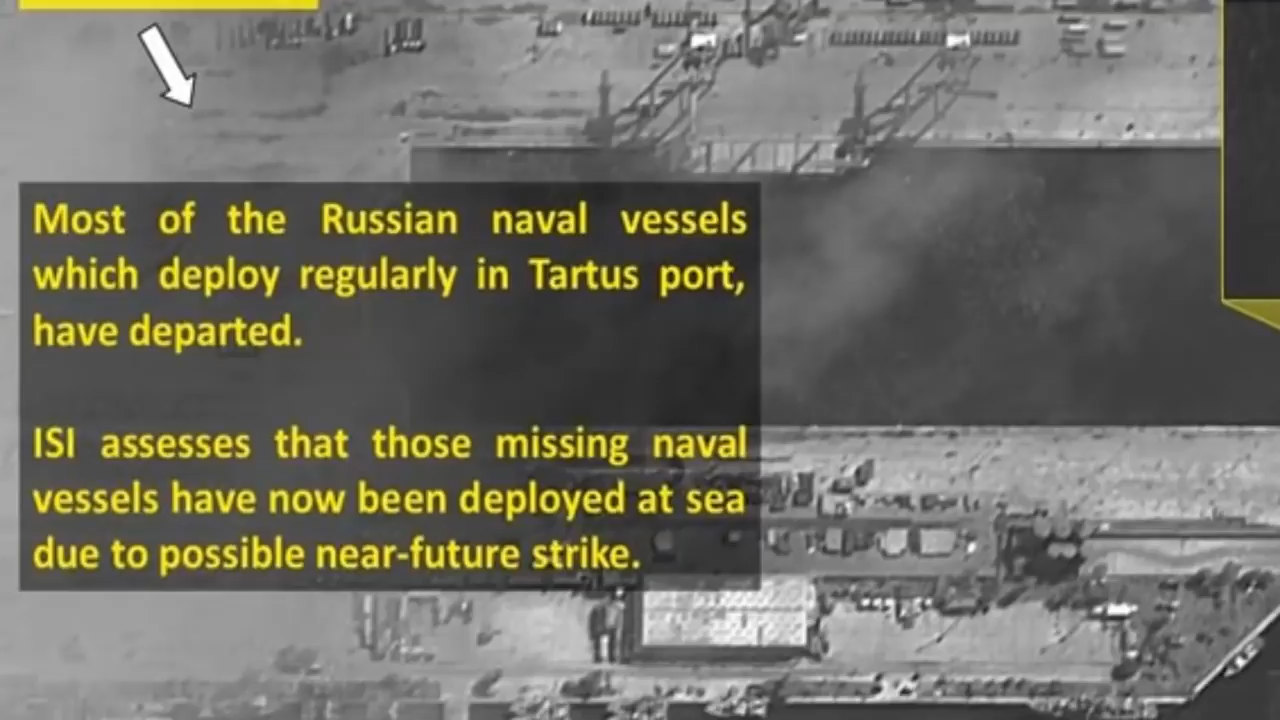 Most of the Russian naval vessels
which deploy regularly in Tartus port,
have departed.
ISI assesses that those missing naval
vessels have now been deployed at sea
due to possible near-future strike.